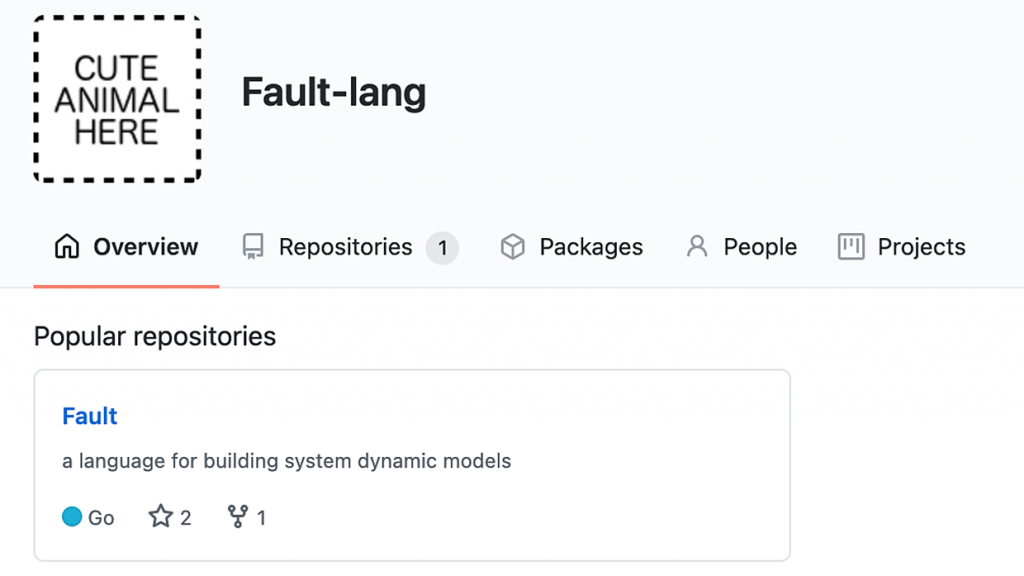 CUTE
ANIMAL
HERE
Fault-lang
Overview Repositories 1 Packages People Projects
Popular repositories
Fault
a language for building system dynamic models
Go 2 1